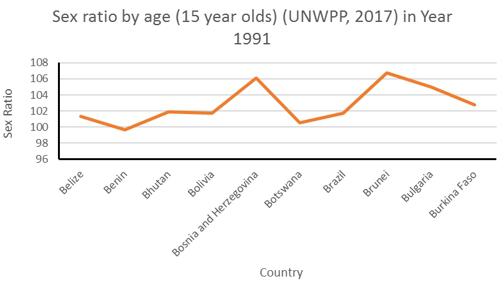 Sex ratio by age (15 year olds) (UNWPP, 2017) in Year
1991
108
106
104
102
100
98
96
Sex Ratio
Belize
Benin
Bhutan
Bolivia
Bosnia and Herzegovina
Botswana
Brazil
Brunei
Bulgaria
Burkina Faso
Country